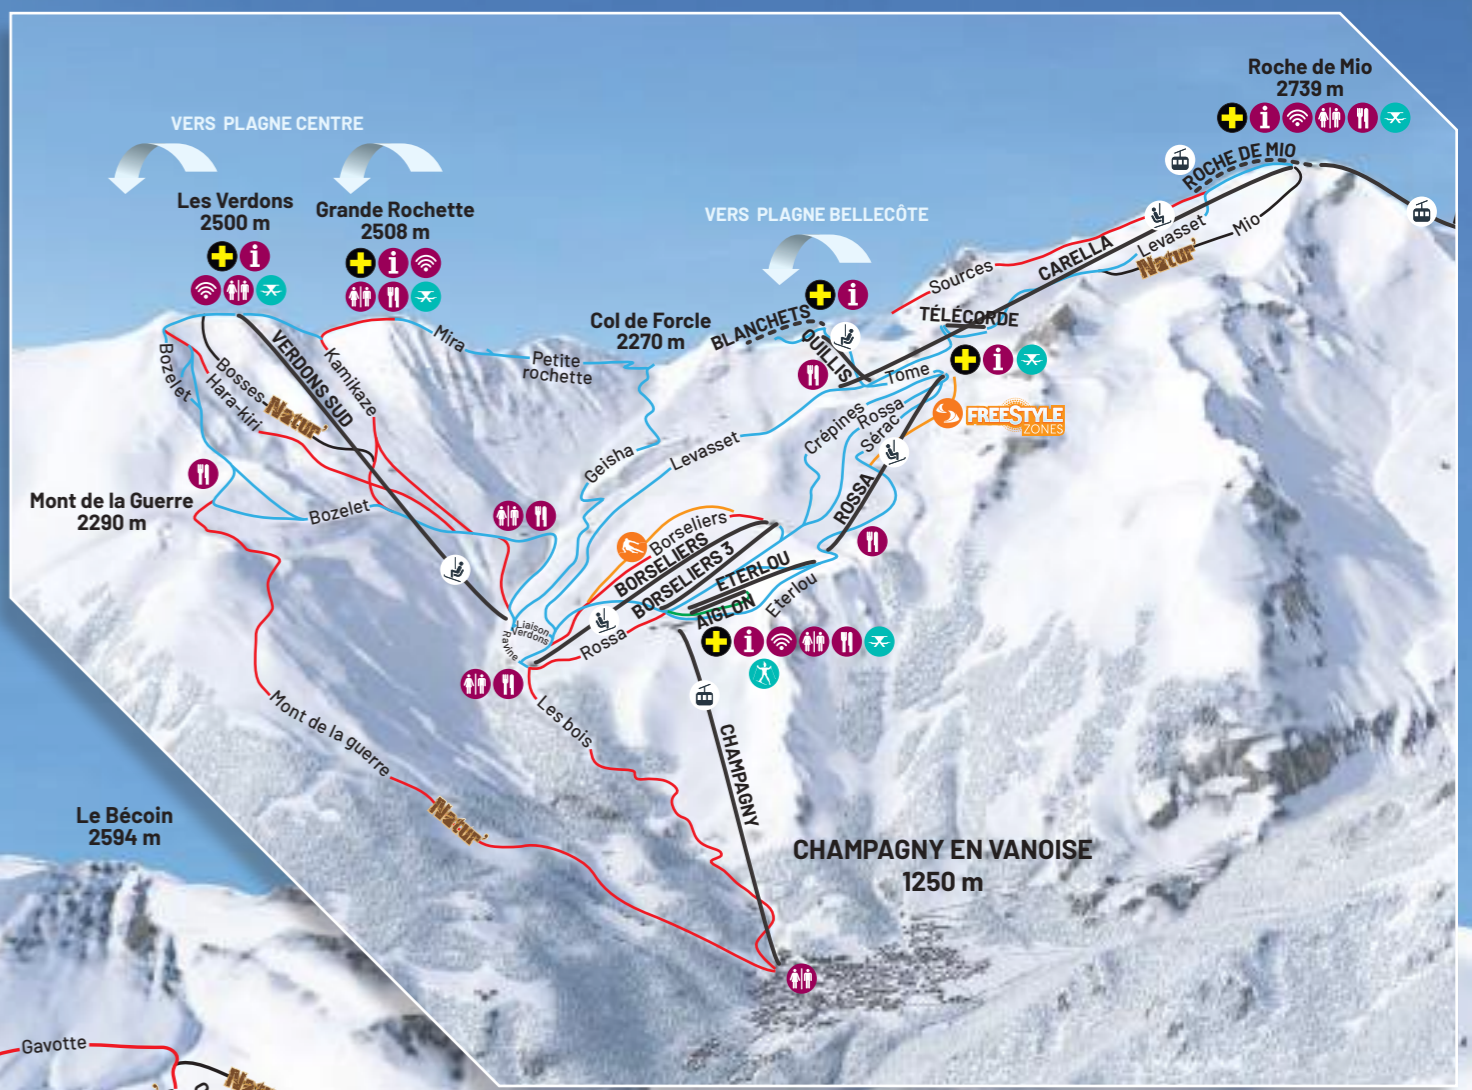 VERS PLAGNE CENTRE
Les Verdons
2500 m
Grande Rochette
2508 m
VERS PLAGNE BELLECÔTE
Roche de Mio
2739 m
ROCHE DE MIO
Col de Forcle
2270 m
BLANCHETS
QUILLIS
Sources
CARELLA
Levasset
Natur'
Mio
TÉLÉCORDE
Bozelet
Bosses
Hara-kiri
Natur'
VERDONS SUD
Kamikaze
Mira
Petite
rochette
Tome
Crépines
Rossa
Sérac
FREESTYLE
ZONES
Geisha
Levasset
ROSSA
Mont de la Guerre
2290 m
Bozelet
Borseliers
BORSELIERS
BORSELIERS 3
ETERLOU
AIGLON
Eterlou
Liaison-
Verdons
Ravine
Rossa
Les bois
Mont de la guerre
Natur'
CHAMPAGNY
Le Bécoin
2594 m
CHAMPAGNY EN VANOISE
1250 m
Gavotte